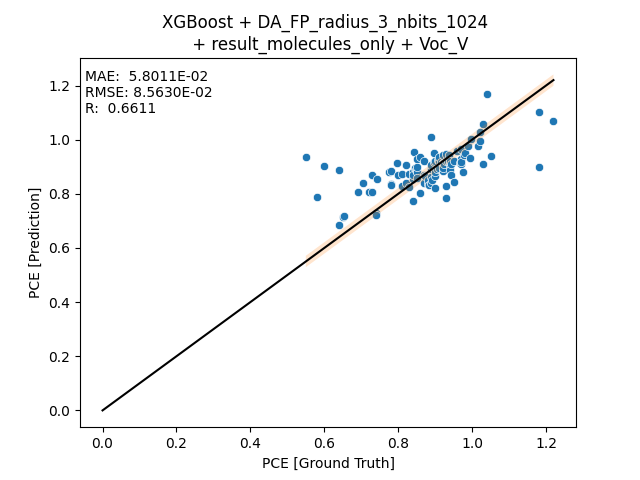 XGBoost + DA_FP_radius_3_nbits_1024
+ result_molecules_only + Voc_V
MAE:  5.8011E-02
RMSE: 8.5630E-02
R:  0.6611
PCE [Prediction]
1.2
1.0
0.8
0.6
0.4
0.2
0.0
0.0 0.2 0.4 0.6 0.8 1.0 1.2
PCE [Ground Truth]